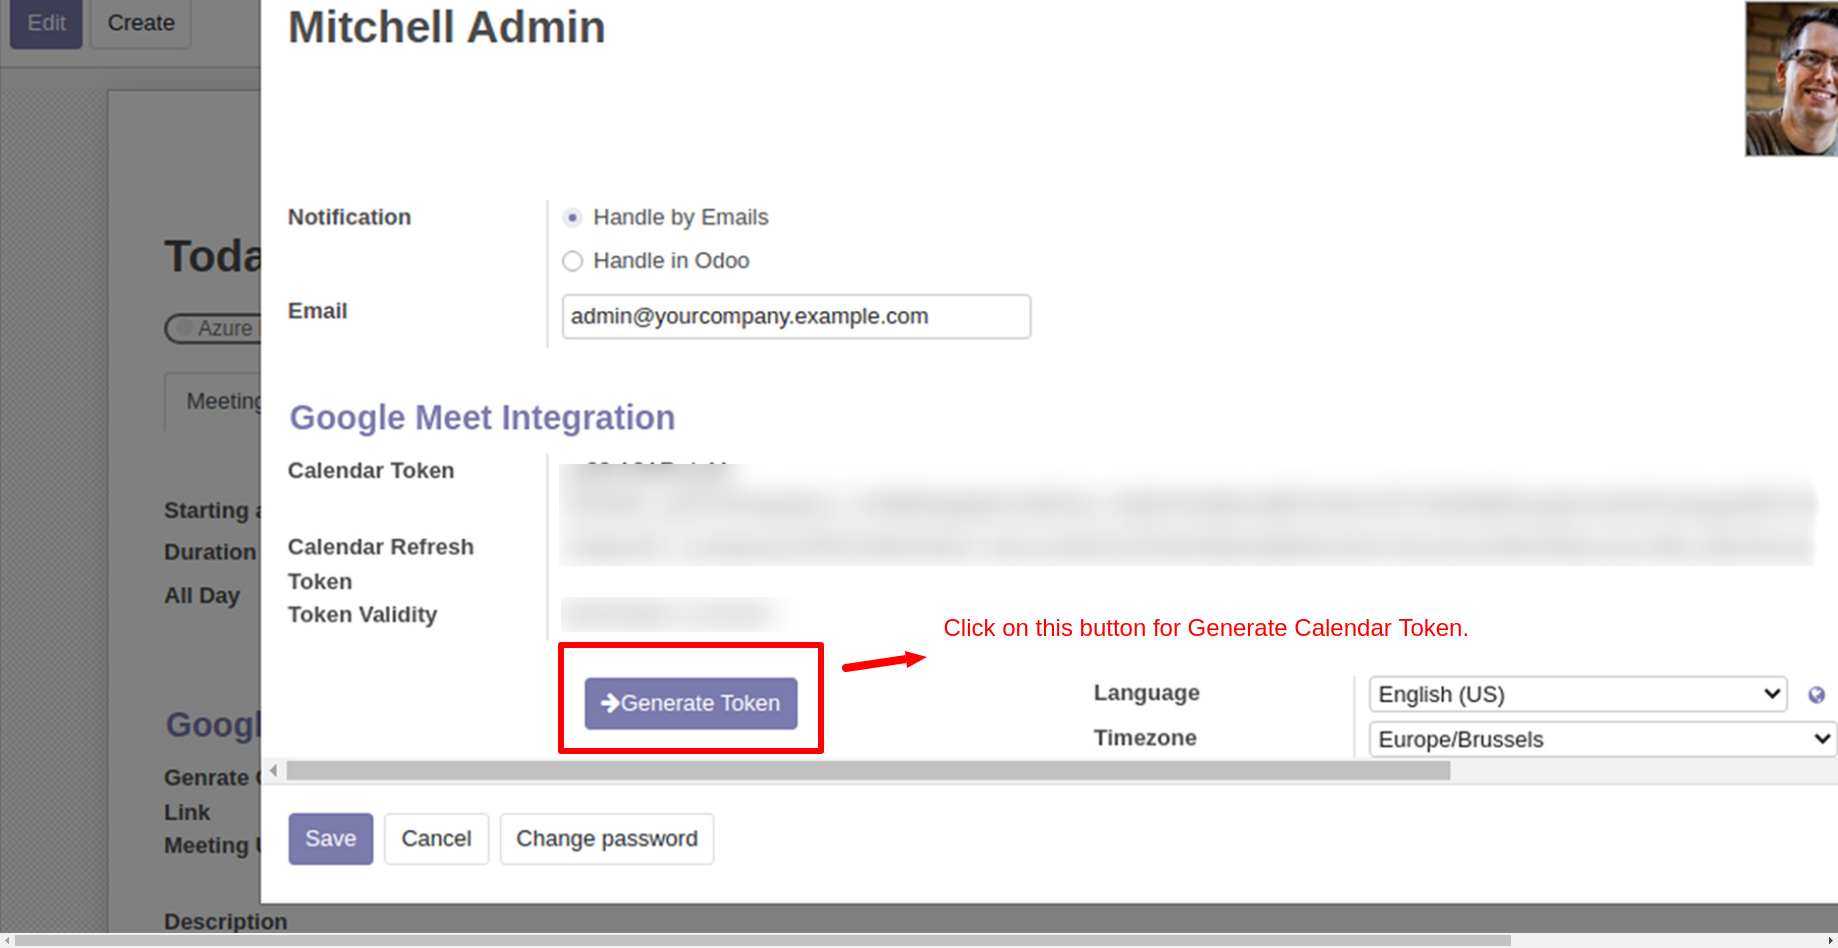 Edit
Create
Mitchell Admin
Notification
Handle by Emails
Handle in Odoo
Toda
Email
admin@yourcompany.example.com
Azure
Meeting
Google Meet Integration
Calendar Token
Starting a
Duration
Calendar Refresh
Token
All Day
Token Validity
Click on this button for Generate Calendar Token.
Generate Token
Language
English (US)
Googl
Timezone
Europe/Brussels
Genrate
Link
Meeting
Save
Cancel
Change password
Description